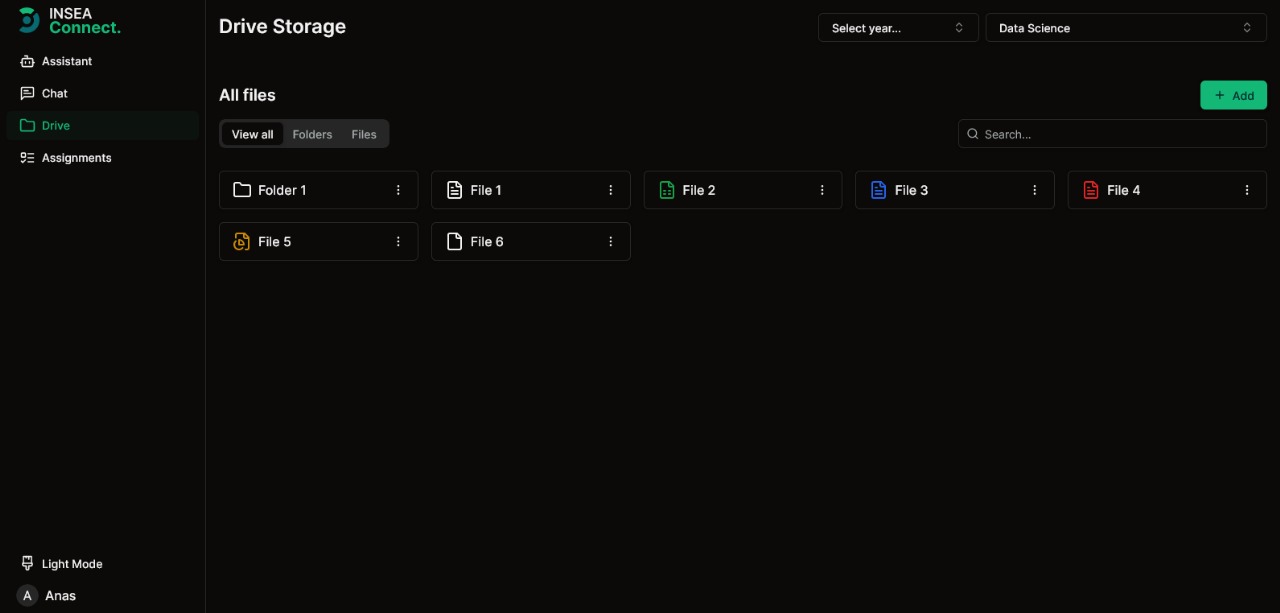 INSEA
Connect.
Assistant
Chat
Drive
Assignments
Light Mode
A Anas
Drive Storage
Select year...
Data Science
All files
+ Add
View all Folders Files
Search...
Folder 1
File 1
File 2
File 3
File 4
File 5
File 6